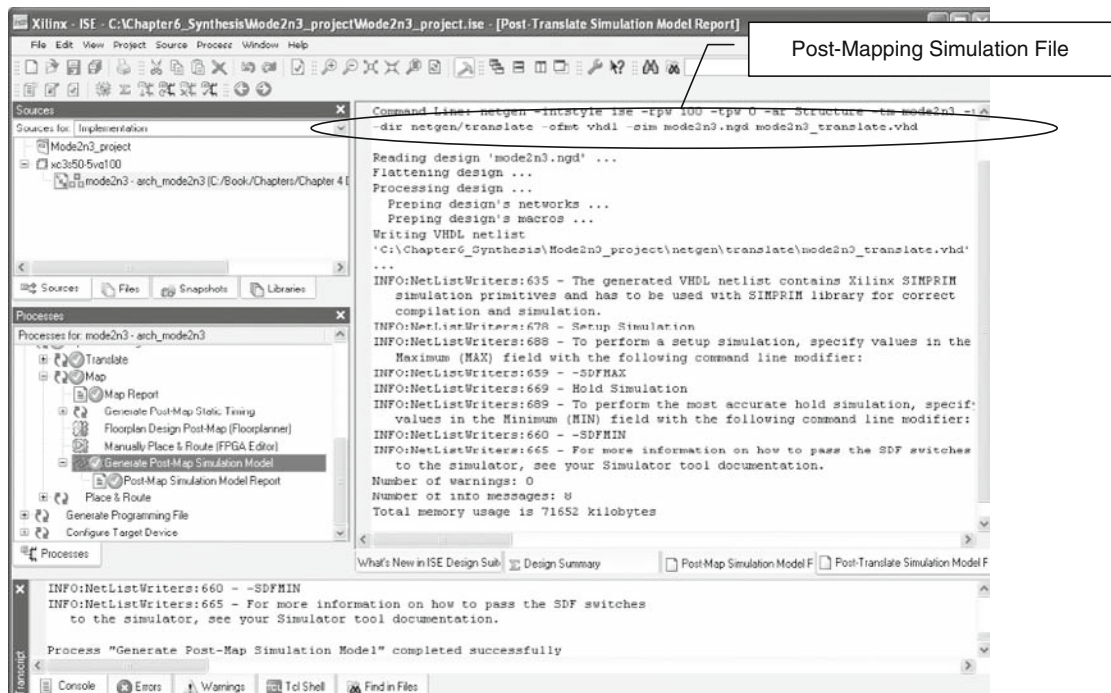 Xilinx - ISE - C:\Chapter6_Synthesis\Mode2n3_project\Mode2n3_project.ise - [Post-Translate Simulation Model Report]
Post-Mapping Simulation File
File Edit View Project Source Process Window Help
Sources
Sources for: Implementation
Mode2n3_project
xc3s50-5vq100
mode2n3 - arch_mode2n3 (C:/Book/Chapters/Chapter 4
Sources Files Snapshots Libraries
Processes
Processes for: mode2n3 - arch_mode2n3
Translate
Map
Map Report
Generate Post-Map Static Timing
Floorplan Design Post-Map (Floorplanner)
Manually Place & Route (FPGA Editor)
Generate Post-Map Simulation Model
Post-Map Simulation Model Report
Place & Route
Generate Programming File
Configure Target Device
Processes
Command Line: netgen -intstyle ise -rpw 100 -tpw 0 -ar Structure -tm mode2n3
-dir netgen/translate -ofmt vhdl -sim mode2n3.ngd mode2n3_translate.vhd
Reading design 'mode2n3.ngd' ...
Flattening design ...
Processing design ...
Preping design's networks ...
Preping design's macros ...
Writing VHDL netlist
'C:\Chapter6_Synthesis\Mode2n3_project\netgen\translate\mode2n3_translate.vhd'
...
INFO:NetListWriters:635 - The generated VHDL netlist contains Xilinx SIMPRIM
simulation primitives and has to be used with SIMPRIM library for correct
compilation and simulation.
INFO:NetListWriters:678 - Setup Simulation
INFO:NetListWriters:688 - To perform a setup simulation, specify values in the
Maximum (MAX) field with the following command line modifier:
INFO:NetListWriters:659 - -SDFMAX
INFO:NetListWriters:669 - Hold Simulation
INFO:NetListWriters:689 - To perform the most accurate hold simulation, specify
values in the Minimum (MIN) field with the following command line modifier:
INFO:NetListWriters:660 - -SDFMIN
INFO:NetListWriters:665 - For more information on how to pass the SDF switches
to the simulator, see your Simulator tool documentation.
Number of warnings: 0
Number of info messages: 8
Total memory usage is 71652 kilobytes
What's New in ISE Design Suit Design Summary Post-Map Simulation Model F Post-Translate Simulation Model F
INFO:NetListWriters:660 - -SDFMIN
INFO:NetListWriters:665 - For more information on how to pass the SDF switches
to the simulator, see your Simulator tool documentation.
Process "Generate Post-Map Simulation Model" completed successfully
Transcript
Console Errors Warnings Tcl Shell Find in Files